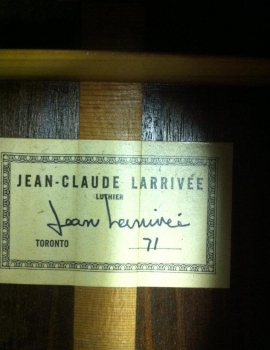 JEAN-CLAUDE LARRIVÉE
LUTHIER
Jean Larrivée
TORONTO 71